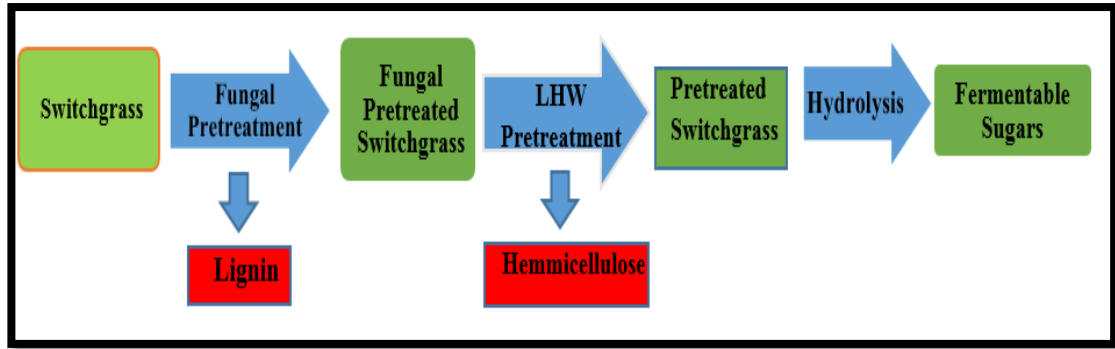 Switchgrass
Fungal
Pretreatment
Fungal
Pretreated
Switchgrass
LHW
Pretreatment
Pretreated
Switchgrass
Hydrolysis
Fermentable
Sugars
Lignin
Hemmicellulose